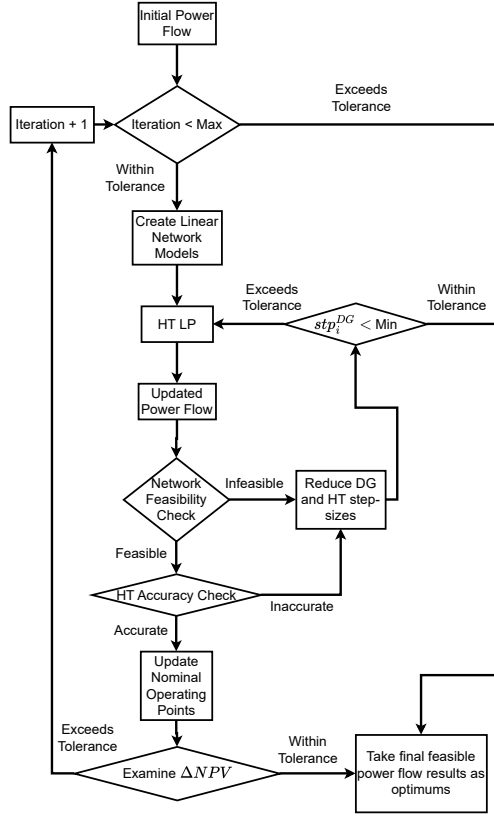 Initial Power
Flow
Exceeds
Tolerance
Iteration + 1
Iteration < Max
Within
Tolerance
Create Linear
Network
Models
Exceeds
Tolerance
Within
Tolerance
HT LP
stp_i^{DG} < Min
Updated
Power Flow
Network
Feasibility
Check
Infeasible
Reduce DG
and HT step-
sizes
Feasible
HT Accuracy Check
Inaccurate
Accurate
Update
Nominal
Operating
Points
Exceeds
Tolerance
Within
Tolerance
Examine ΔNPV
Take final feasible
power flow results as
optimums